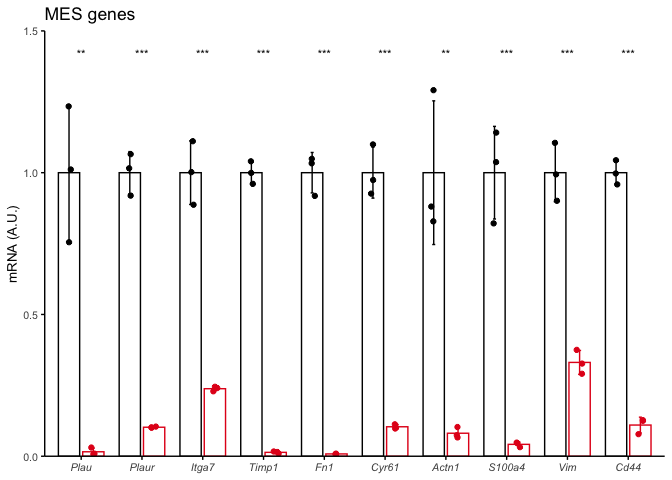 MES genes
1.5
** *** *** *** *** *** ** *** *** ***
1.0
mRNA (A.U.)
0.5
0.0
Plau Plaur Itga7 Timp1 Fn1 Cyr61 Actn1 S100a4 Vim Cd44